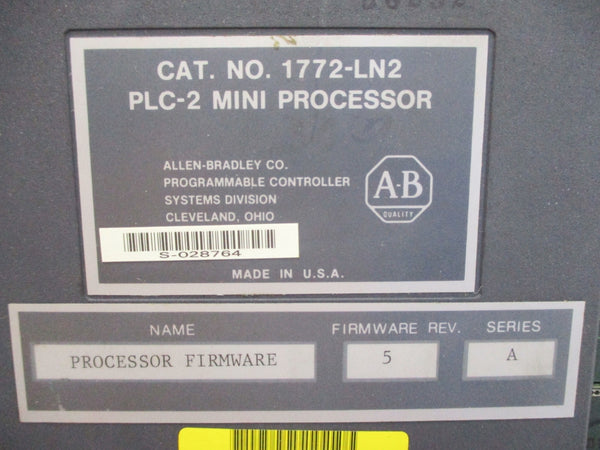 CAT. NO. 1772-LN2
PLC-2 MINI PROCESSOR
ALLEN-BRADLEY CO.
PROGRAMMABLE CONTROLLER
SYSTEMS DIVISION
CLEVELAND, OHIO
A-B
QUALITY
S-028764
MADE IN U.S.A.
NAME
FIRMWARE REV.
SERIES
PROCESSOR FIRMWARE
5
A